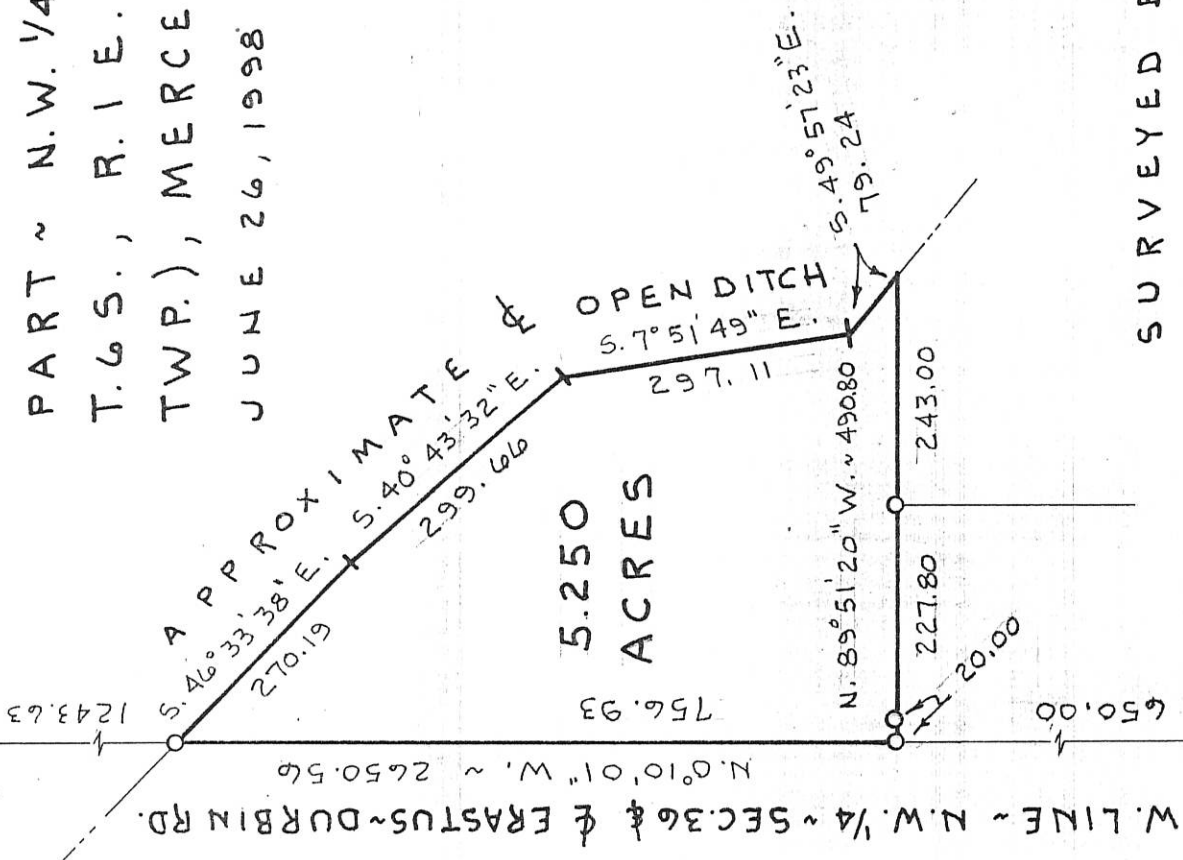 PART ~ N.W. 1/4
T.6 S., R. 1 E.
TWP.), MERCE
JUNE 26, 1998
SURVEYED
APPROXIMATE ℄ OPEN DITCH
S. 46° 33' 38" E.
270.19
S. 40° 43' 32" E.
299.66
S. 7° 51' 49" E.
297.11
S. 49° 57' 23" E.
79.24
5.250
ACRES
N. 89° 51' 20" W. ~ 490.80
243.00
227.80
20.00
1243.63
756.93
650.00
N. 0° 10' 01" W. ~ 2650.56
W. LINE ~ N.W. 1/4 ~ SEC. 36 & ℄ ERASTUS~DURBIN RD.